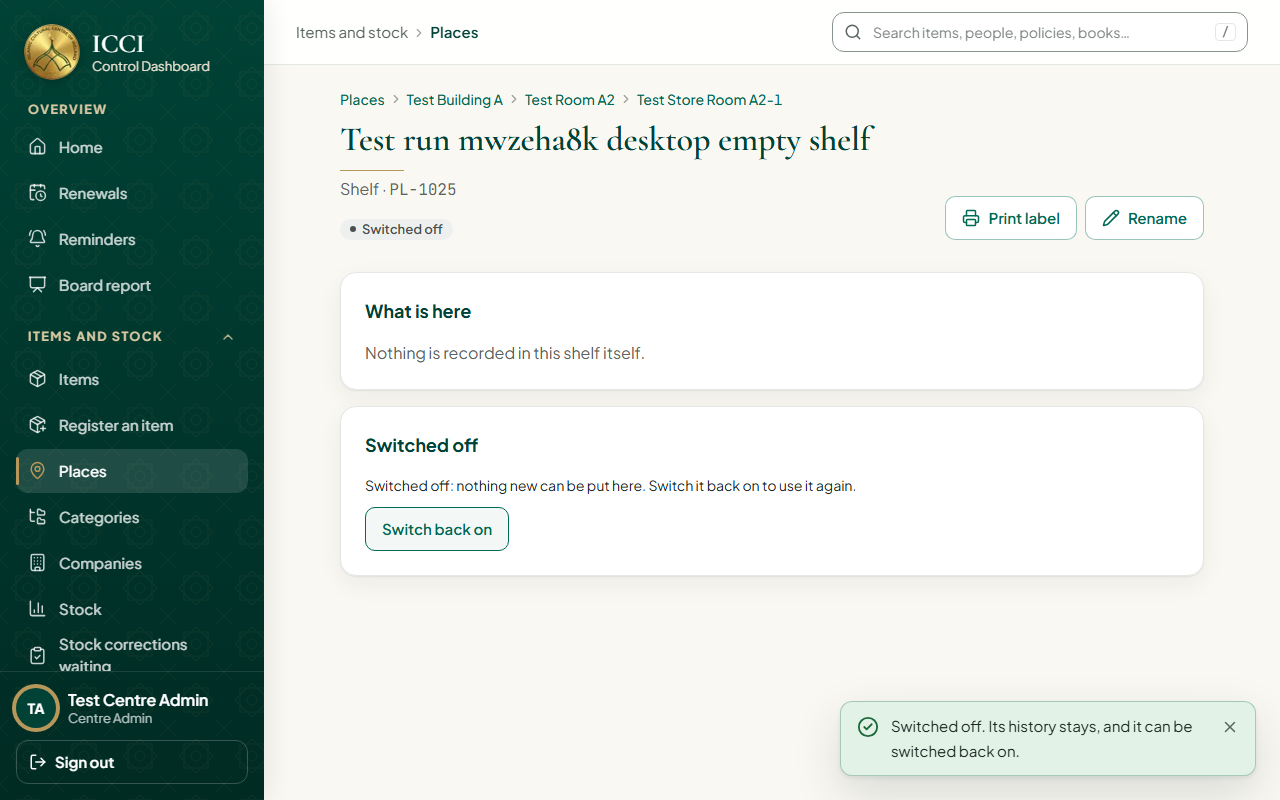 ICCI
Control Dashboard
OVERVIEW
Home
Renewals
Reminders
Board report
ITEMS AND STOCK
Items
Register an item
Places
Categories
Companies
Stock
Stock corrections
waiting
TA
Test Centre Admin
Centre Admin
Sign out
Items and stock > Places
Search items, people, policies, books… /
Places > Test Building A > Test Room A2 > Test Store Room A2-1
Test run mwzeha8k desktop empty shelf
Shelf · PL-1025
Switched off
Print label
Rename
What is here
Nothing is recorded in this shelf itself.
Switched off
Switched off: nothing new can be put here. Switch it back on to use it again.
Switch back on
Switched off. Its history stays, and it can be
switched back on.